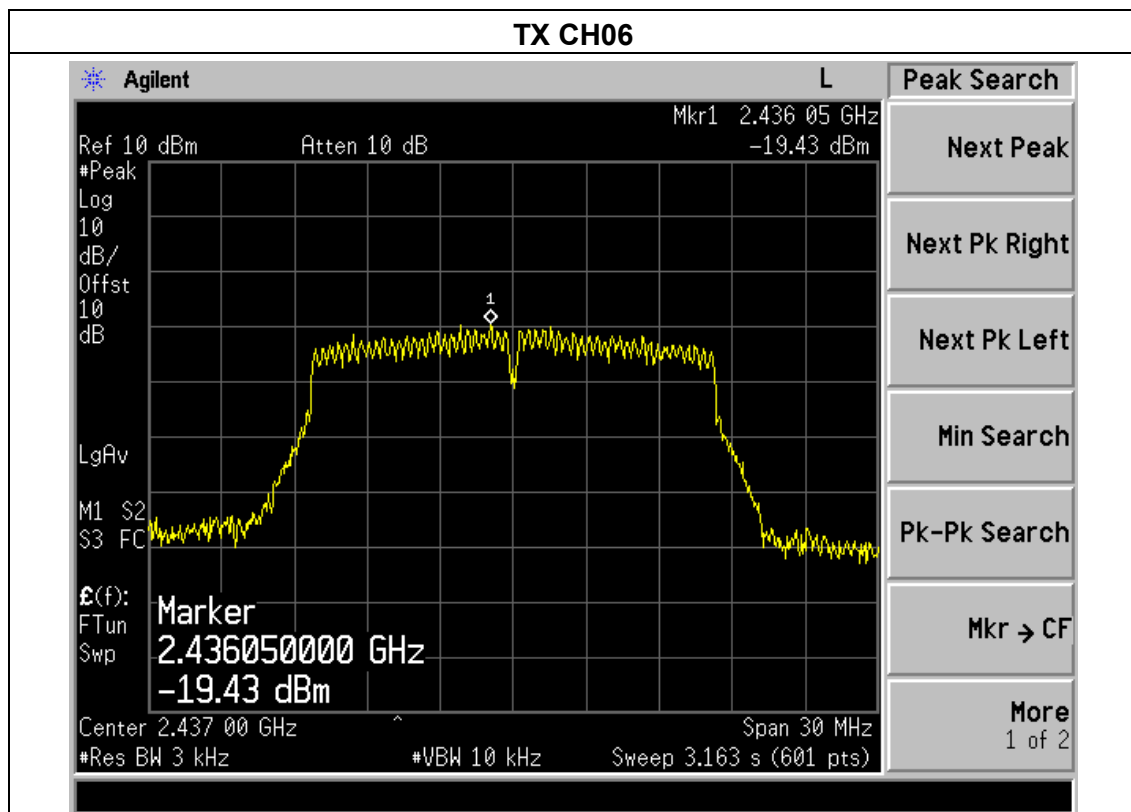 TX CH06
Agilent L Peak Search
Mkr1 2.436 05 GHz
Ref 10 dBm Atten 10 dB -19.43 dBm
#Peak
Log
10
dB/
Offst
10
dB
LgAv
M1 S2
S3 FC
£(f):
FTun
Swp
1
Marker
2.436050000 GHz
-19.43 dBm
Center 2.437 00 GHz ^ Span 30 MHz
#Res BW 3 kHz #VBW 10 kHz Sweep 3.163 s (601 pts)
Next Peak
Next Pk Right
Next Pk Left
Min Search
Pk-Pk Search
Mkr → CF
More
1 of 2